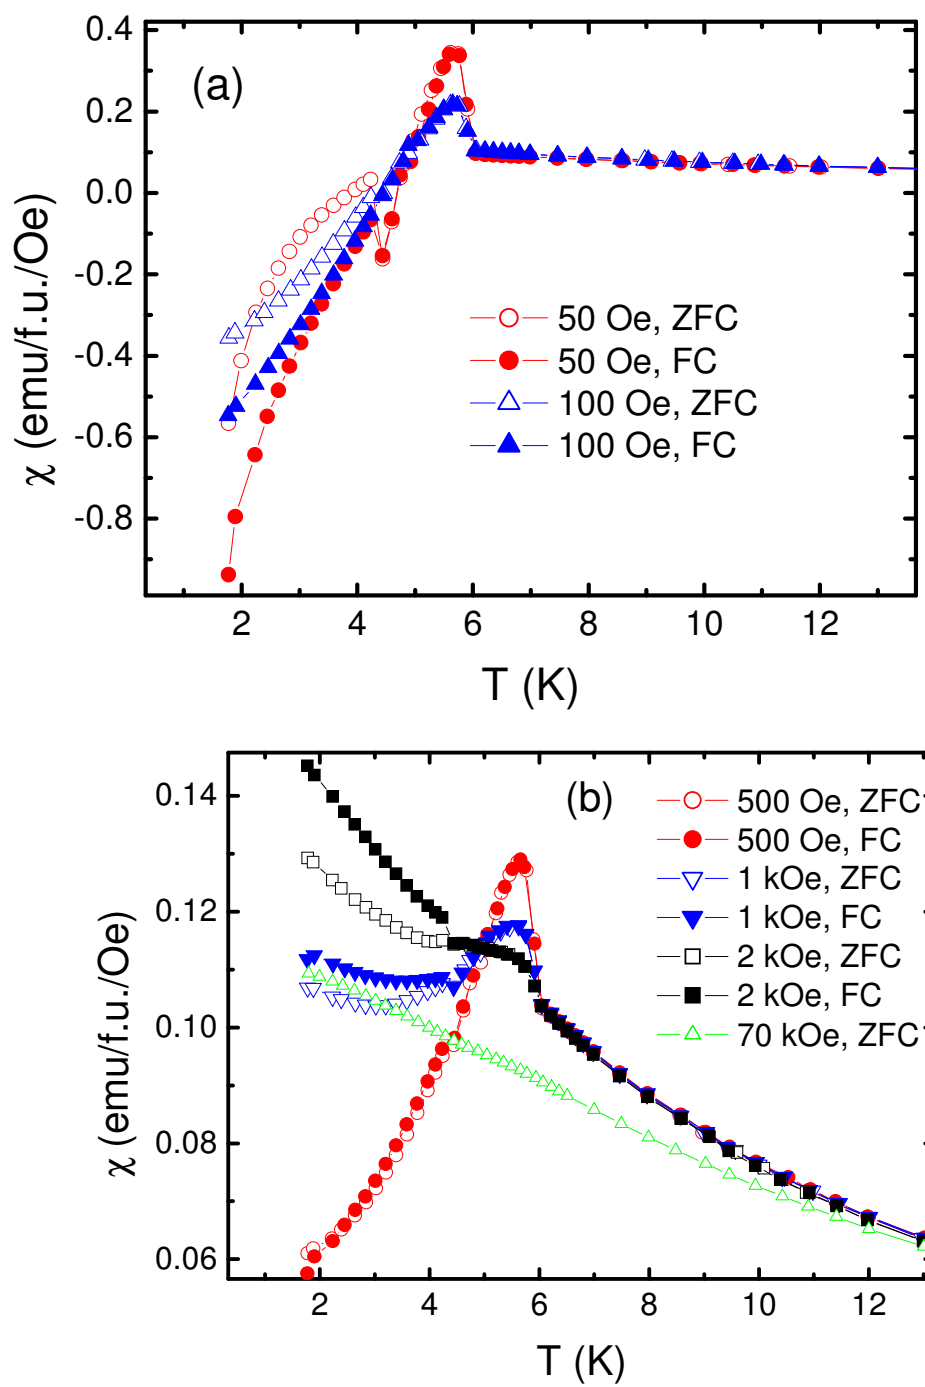 0.4
(a)
0.2
0.0
-0.2
-0.4
-0.6
-0.8
χ (emu/f.u./Oe)
50 Oe, ZFC
50 Oe, FC
100 Oe, ZFC
100 Oe, FC
2 4 6 8 10 12
T (K)
(b)
0.14
0.12
0.10
0.08
0.06
χ (emu/f.u./Oe)
500 Oe, ZFC
500 Oe, FC
1 kOe, ZFC
1 kOe, FC
2 kOe, ZFC
2 kOe, FC
70 kOe, ZFC
2 4 6 8 10 12
T (K)